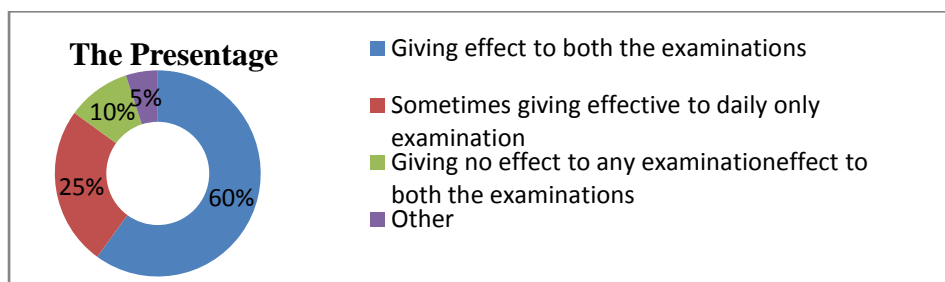 The Presentage
5%
10%
25%
60%
Giving effect to both the examinations
Sometimes giving effective to daily only
examination
Giving no effect to any examinationeffect to
both the examinations
Other